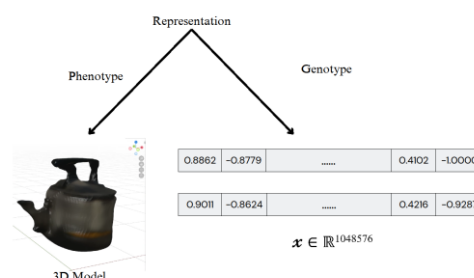 Representation
Phenotype
Genotype
0.8862 -0.8779 ...... 0.4102 -1.0000
0.9011 -0.8624 ...... 0.4216 -0.9287
x ∈ ℝ¹⁰⁴⁸⁵⁷⁶
3D Model